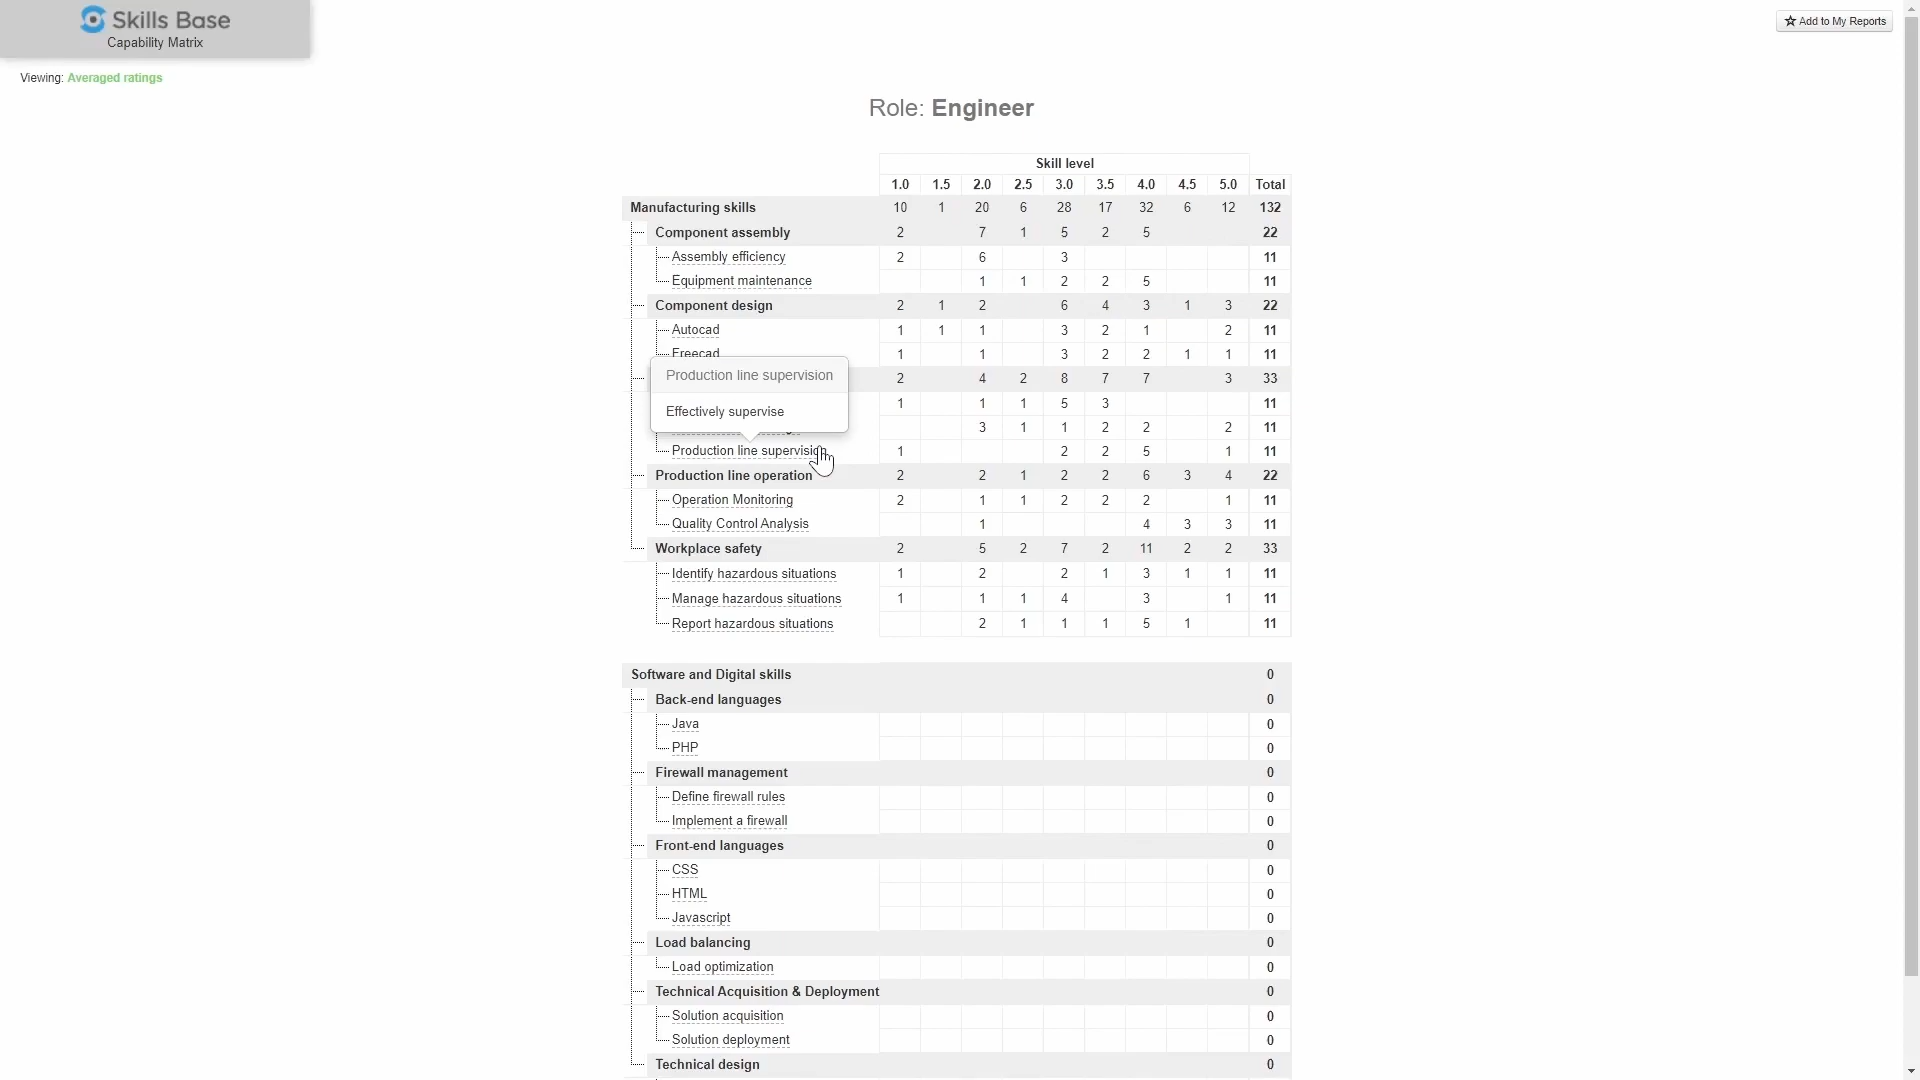 Skills Base
Capability Matrix
Add to My Reports
Viewing: Averaged ratings
Role: Engineer
Skill level
1.0 1.5 2.0 2.5 3.0 3.5 4.0 4.5 5.0 Total
Manufacturing skills 10 1 20 6 28 17 32 6 12 132
Component assembly 2 7 1 5 2 5 22
Assembly efficiency 2 6 3 11
Equipment maintenance 1 1 2 2 5 11
Component design 2 1 2 6 4 3 1 3 22
Autocad 1 1 1 3 2 1 2 11
Freecad 1 1 3 2 2 1 1 11
Production line supervision
2 4 2 8 7 7 3 33
Effectively supervise
1 1 1 5 3 11
3 1 1 2 2 2 11
Production line supervision 1 2 2 5 1 11
Production line operation 2 2 1 2 2 6 3 4 22
Operation Monitoring 2 1 1 2 2 2 1 11
Quality Control Analysis 1 4 3 3 11
Workplace safety 2 5 2 7 2 11 2 2 33
Identify hazardous situations 1 2 2 1 3 1 1 11
Manage hazardous situations 1 1 1 4 3 1 11
Report hazardous situations 2 1 1 1 5 1 11
Software and Digital skills 0
Back-end languages 0
Java 0
PHP 0
Firewall management 0
Define firewall rules 0
Implement a firewall 0
Front-end languages 0
CSS 0
HTML 0
Javascript 0
Load balancing 0
Load optimization 0
Technical Acquisition & Deployment 0
Solution acquisition 0
Solution deployment 0
Technical design 0